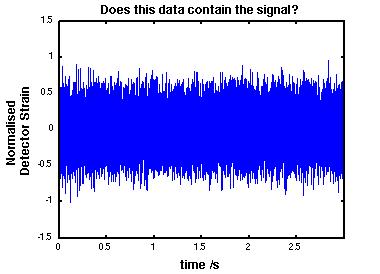 Does this data contain the signal?
1.5
1
0.5
0
-0.5
-1
-1.5
Normalised
Detector Strain
0 0.5 1 1.5 2 2.5
time /s